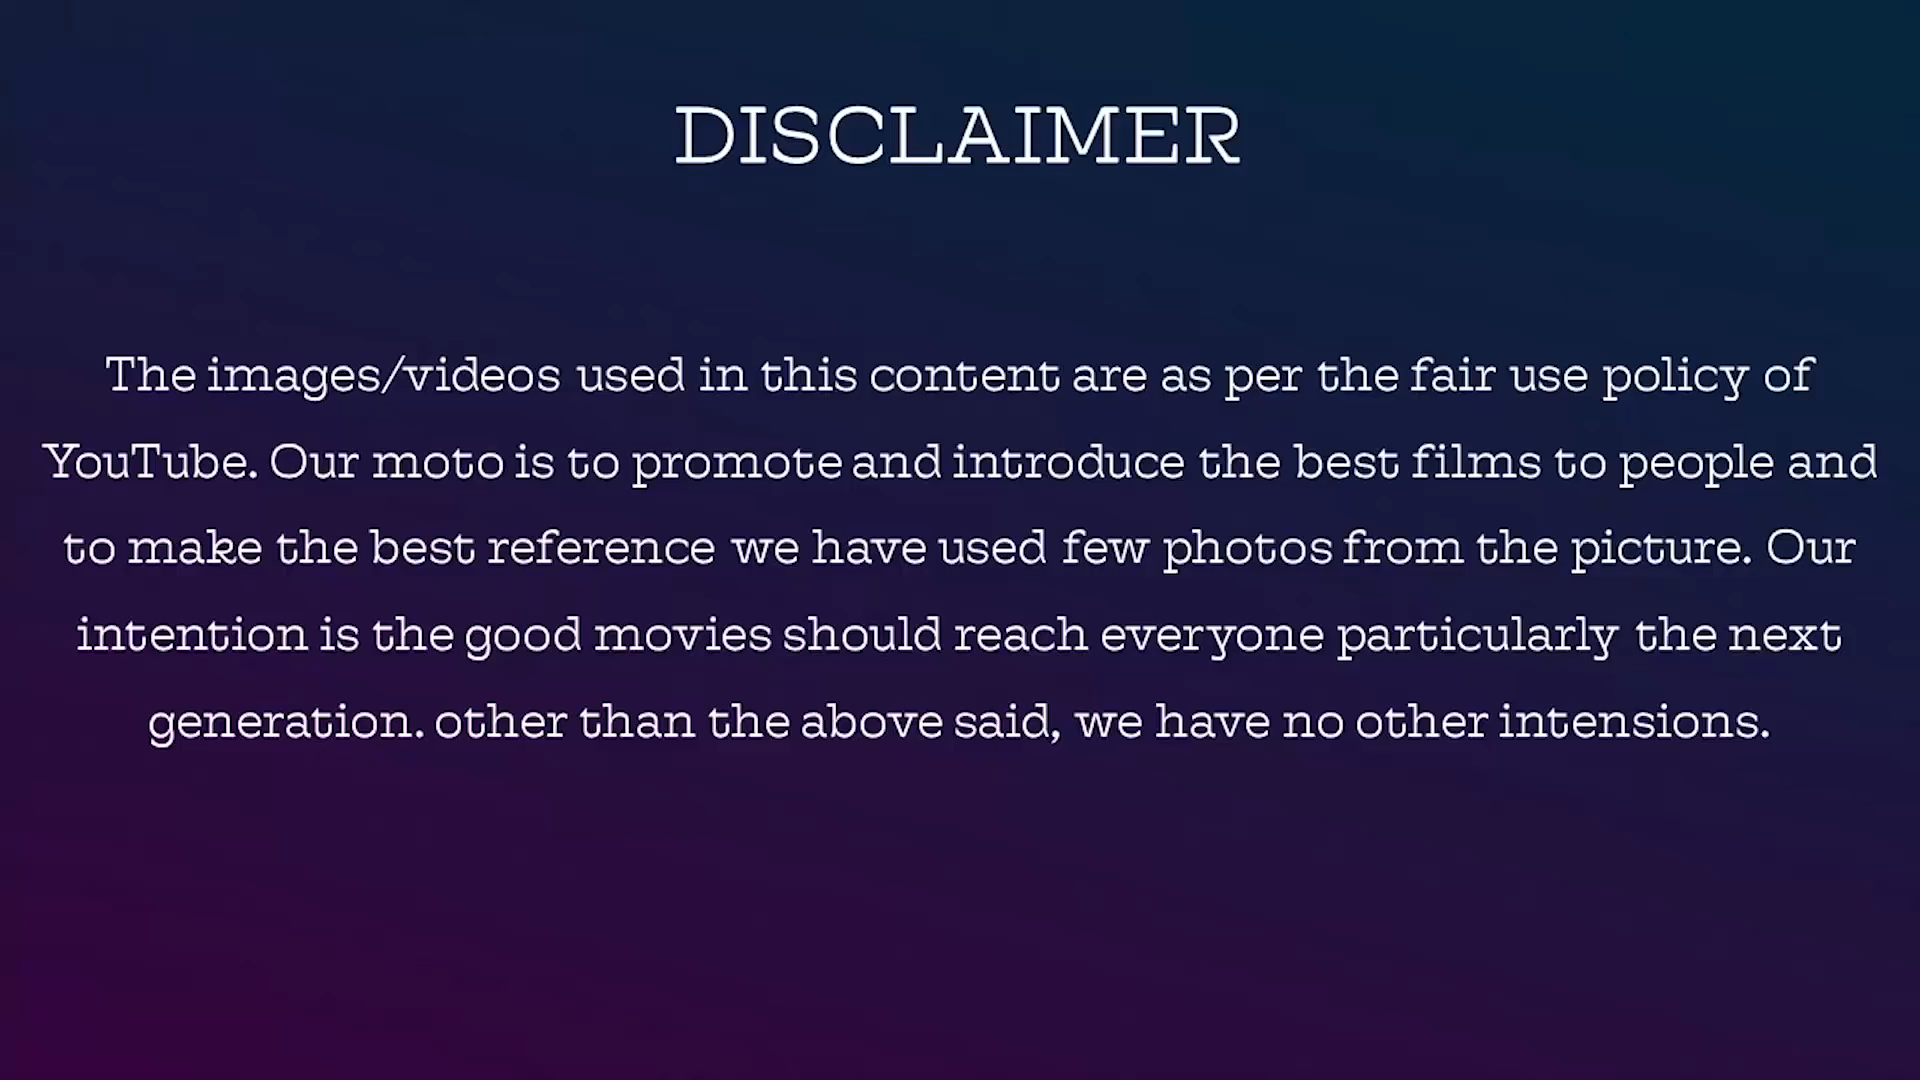 DISCLAIMER
The images/videos used in this content are as per the fair use policy of
YouTube. Our moto is to promote and introduce the best films to people and
to make the best reference we have used few photos from the picture. Our
intention is the good movies should reach everyone particularly the next
generation. other than the above said, we have no other intensions.